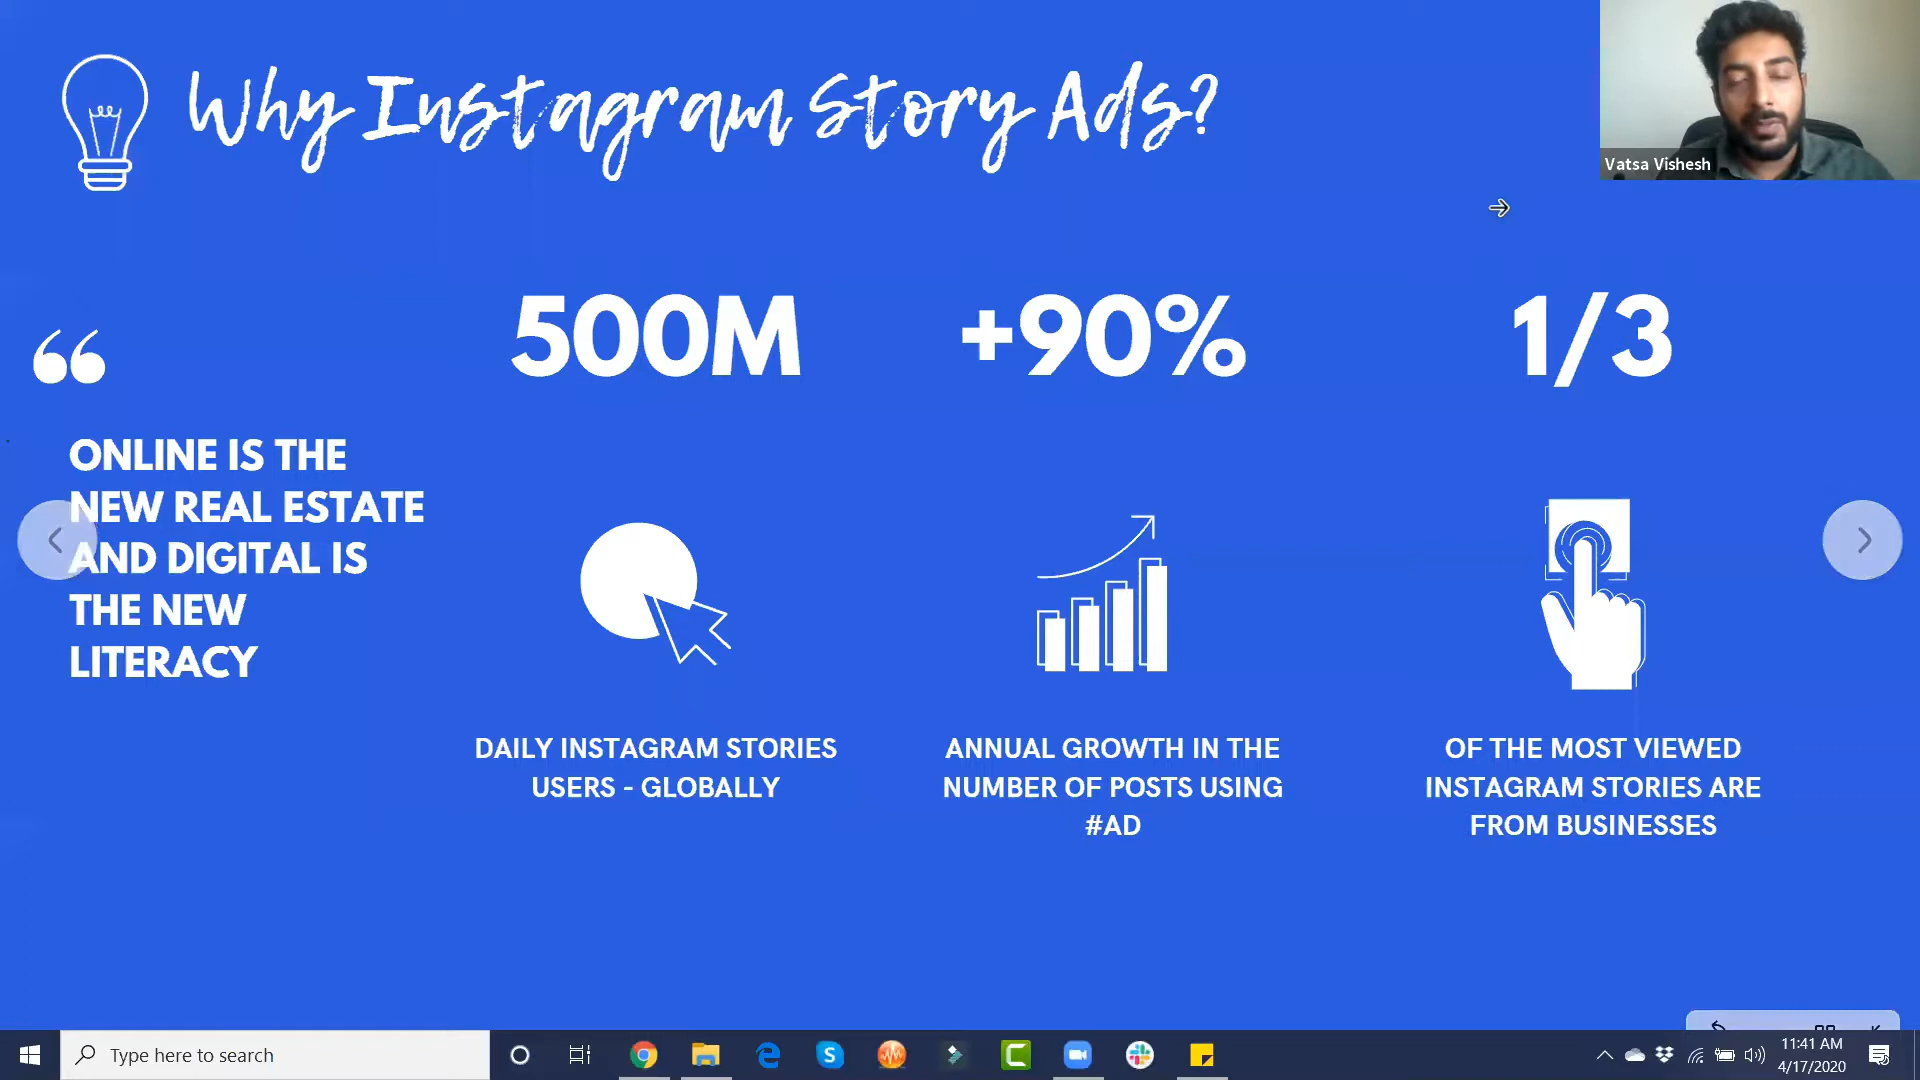 Why Instagram Story Ads?
Vatsa Vishesh
500M
+90%
1/3
ONLINE IS THE
NEW REAL ESTATE
AND DIGITAL IS
THE NEW
LITERACY
DAILY INSTAGRAM STORIES
USERS - GLOBALLY
ANNUAL GROWTH IN THE
NUMBER OF POSTS USING
#AD
OF THE MOST VIEWED
INSTAGRAM STORIES ARE
FROM BUSINESSES
Type here to search
11:41 AM
4/17/2020